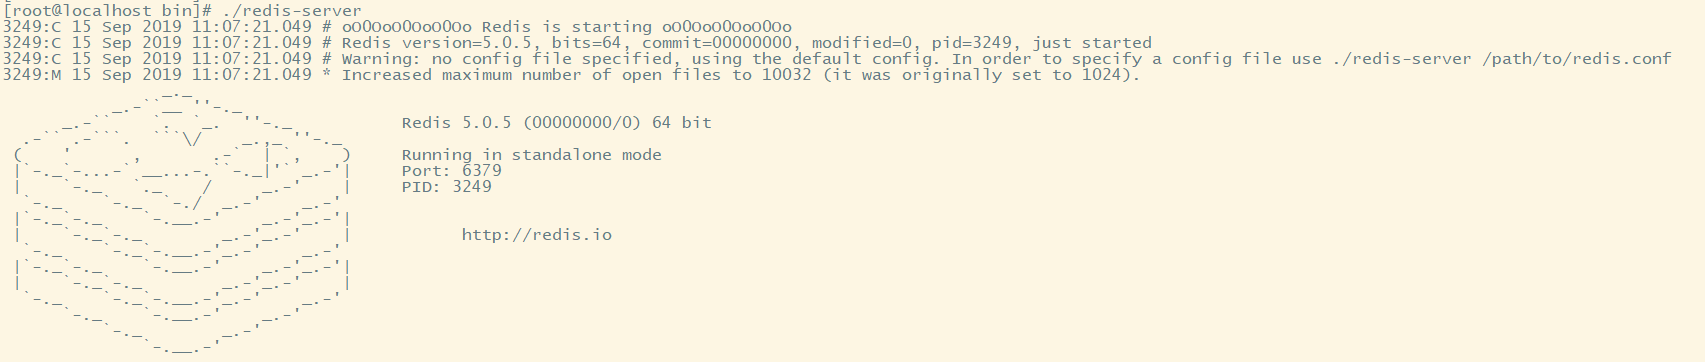 [root@localhost bin]# ./redis-server
3249:C 15 Sep 2019 11:07:21.049 # oO0OoO0OoO0Oo Redis is starting oO0OoO0OoO0Oo
3249:C 15 Sep 2019 11:07:21.049 # Redis version=5.0.5, bits=64, commit=00000000, modified=0, pid=3249, just started
3249:C 15 Sep 2019 11:07:21.049 # Warning: no config file specified, using the default config. In order to specify a config file use ./redis-server /path/to/redis.conf
3249:M 15 Sep 2019 11:07:21.049 * Increased maximum number of open files to 10032 (it was originally set to 1024).
Redis 5.0.5 (00000000/0) 64 bit
Running in standalone mode
Port: 6379
PID: 3249
http://redis.io